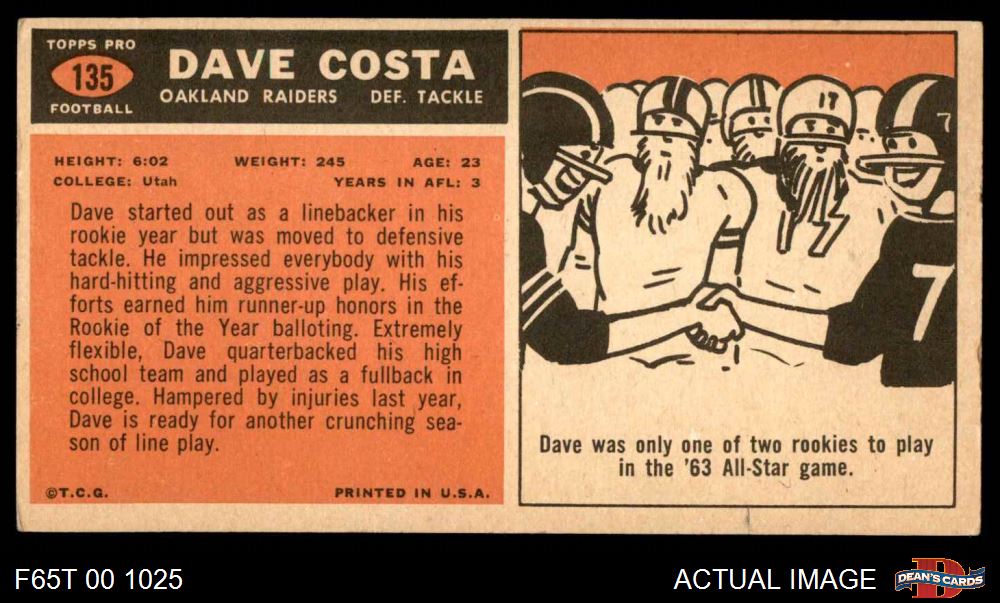 TOPPS PRO
135
FOOTBALL
DAVE COSTA
OAKLAND RAIDERS DEF. TACKLE
HEIGHT: 6:02 WEIGHT: 245 AGE: 23
COLLEGE: Utah YEARS IN AFL: 3
Dave started out as a linebacker in his
rookie year but was moved to defensive
tackle. He impressed everybody with his
hard-hitting and aggressive play. His ef-
forts earned him runner-up honors in the
Rookie of the Year balloting. Extremely
flexible, Dave quarterbacked his high
school team and played as a fullback in
college. Hampered by injuries last year,
Dave is ready for another crunching sea-
son of line play.
©T.C.G. PRINTED IN U.S.A.
17
7
7
Dave was only one of two rookies to play
in the '63 All-Star game.
F65T 00 1025
ACTUAL IMAGE
D
DEAN'S CARDS